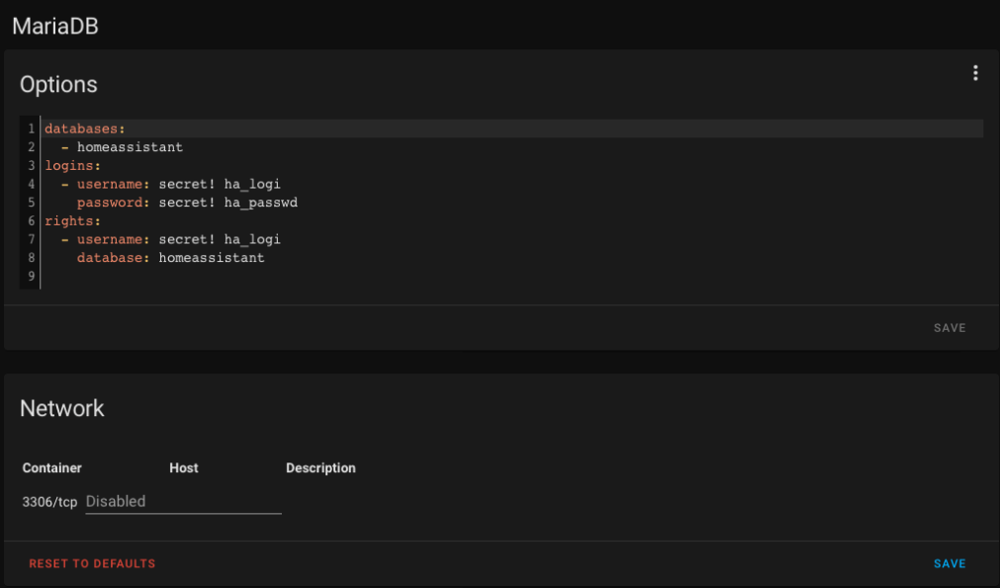 MariaDB
Options
1 databases:
2   - homeassistant
3 logins:
4   - username: secret! ha_logi
5     password: secret! ha_passwd
6 rights:
7   - username: secret! ha_logi
8     database: homeassistant
9
SAVE
Network
Container Host Description
3306/tcp Disabled
RESET TO DEFAULTS SAVE